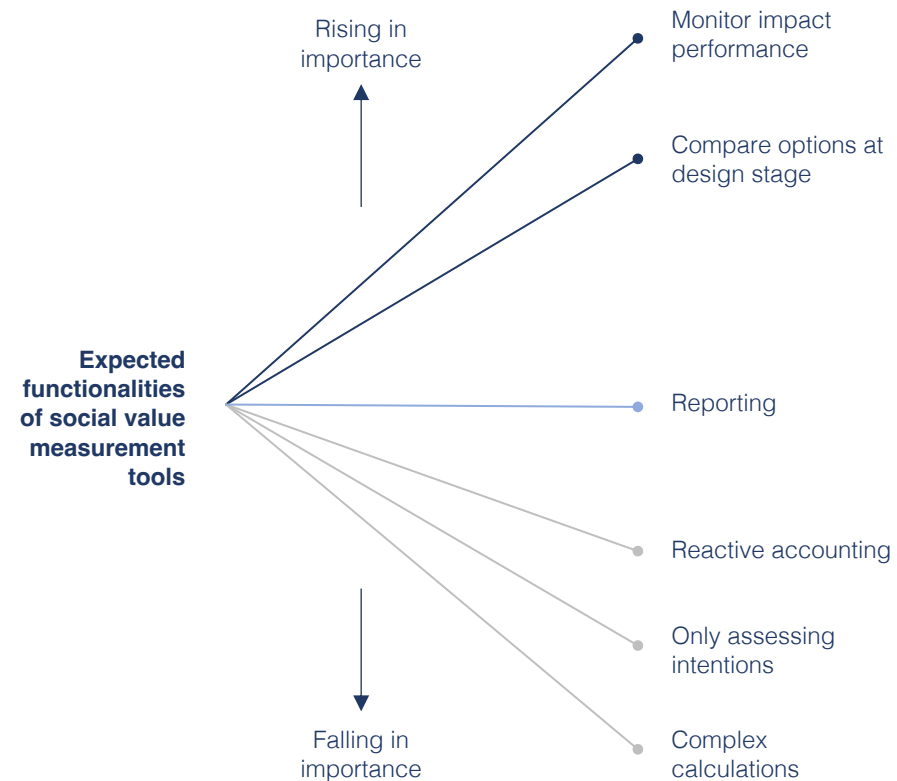 Rising in
importance
Monitor impact
performance
Compare options at
design stage
Expected
functionalities
of social value
measurement
tools
Reporting
Reactive accounting
Only assessing
intentions
Falling in
importance
Complex
calculations